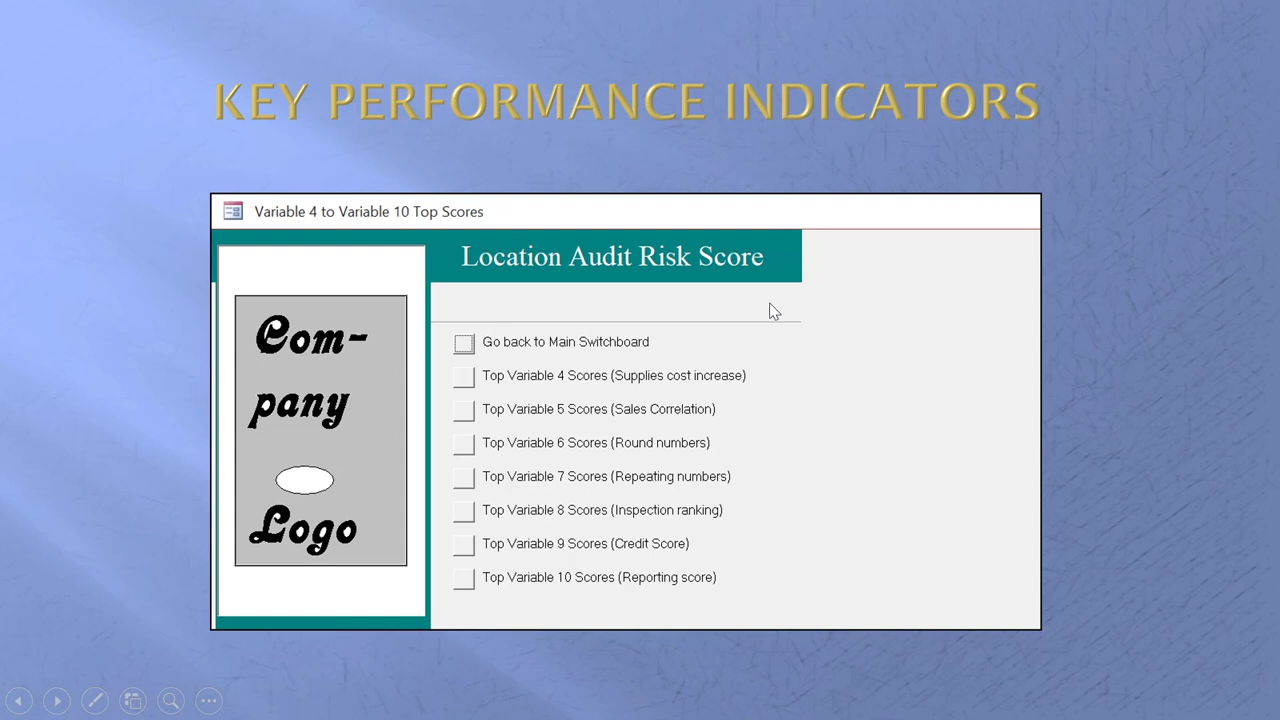 KEY PERFORMANCE INDICATORS
Variable 4 to Variable 10 Top Scores
Location Audit Risk Score
Com-
pany
Logo
Go back to Main Switchboard
Top Variable 4 Scores (Supplies cost increase)
Top Variable 5 Scores (Sales Correlation)
Top Variable 6 Scores (Round numbers)
Top Variable 7 Scores (Repeating numbers)
Top Variable 8 Scores (Inspection ranking)
Top Variable 9 Scores (Credit Score)
Top Variable 10 Scores (Reporting score)